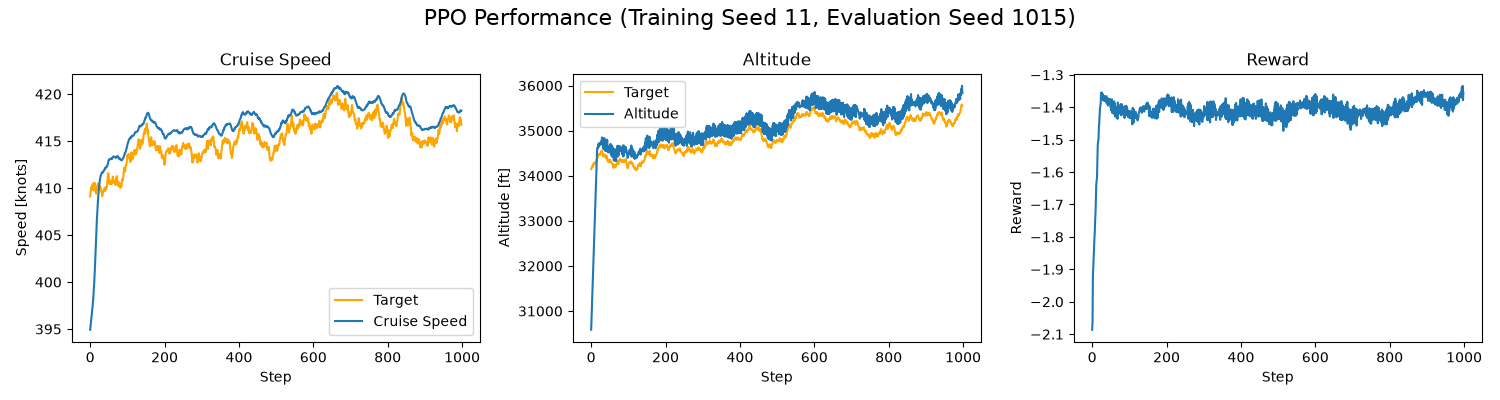 PPO Performance (Training Seed 11, Evaluation Seed 1015)
Cruise Speed
Speed [knots]
420
415
410
405
400
395
Target
Cruise Speed
0 200 400 600 800 1000
Step
Altitude
Altitude [ft]
36000
35000
34000
33000
32000
31000
Target
Altitude
0 200 400 600 800 1000
Step
Reward
Reward
−1.3
−1.4
−1.5
−1.6
−1.7
−1.8
−1.9
−2.0
−2.1
0 200 400 600 800 1000
Step